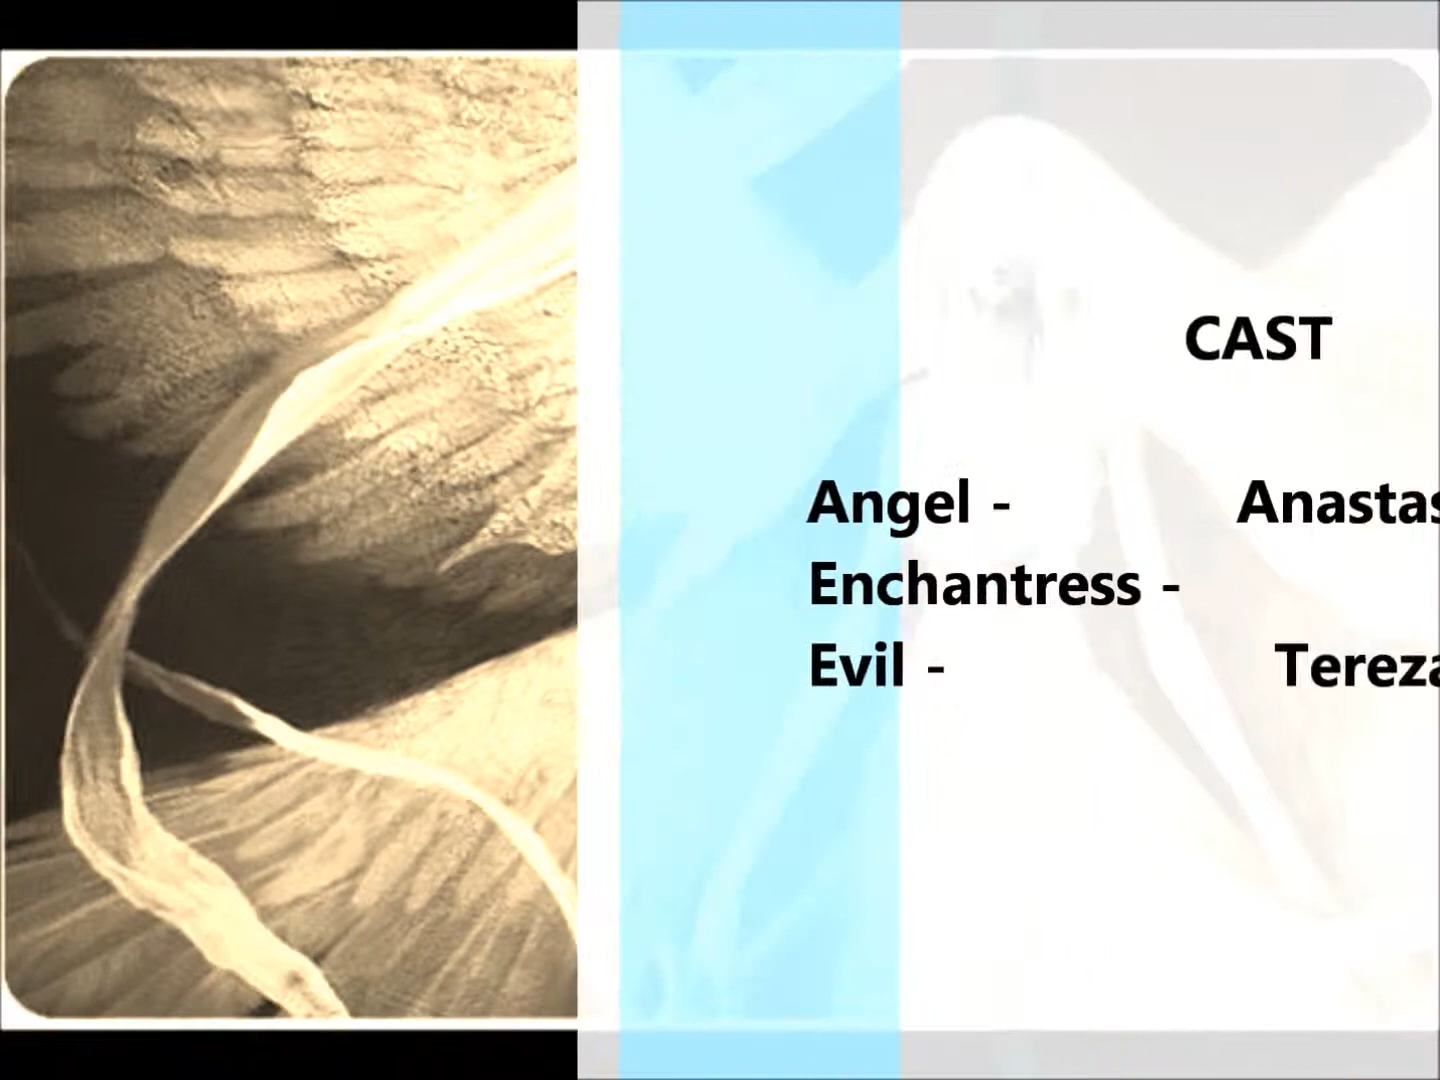 CAST
Angel - Anastas
Enchantress -
Evil - Tereza